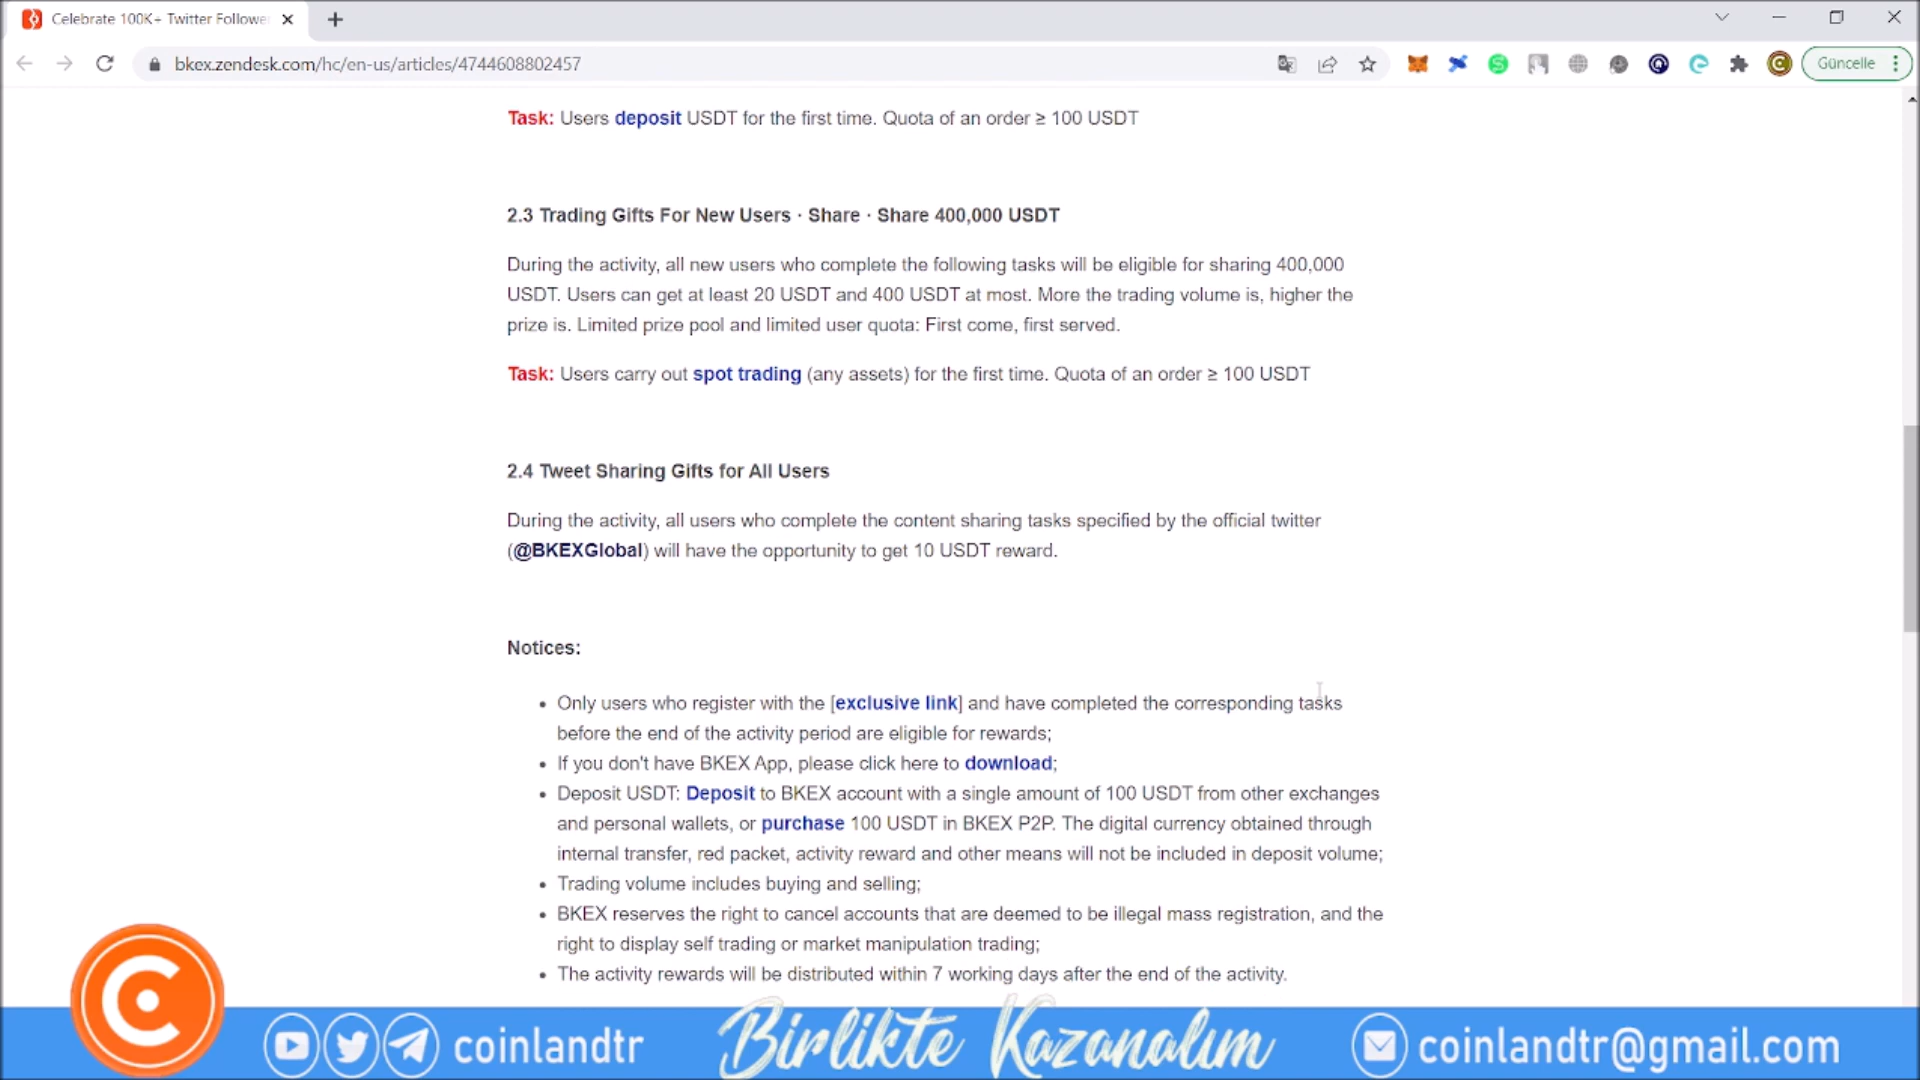 Celebrate 100K+ Twitter Followe
bkex.zendesk.com/hc/en-us/articles/4744608802457
Güncelle
Task: Users deposit USDT for the first time. Quota of an order ≥ 100 USDT
2.3 Trading Gifts For New Users · Share · Share 400,000 USDT
During the activity, all new users who complete the following tasks will be eligible for sharing 400,000
USDT. Users can get at least 20 USDT and 400 USDT at most. More the trading volume is, higher the
prize is. Limited prize pool and limited user quota: First come, first served.
Task: Users carry out spot trading (any assets) for the first time. Quota of an order ≥ 100 USDT
2.4 Tweet Sharing Gifts for All Users
During the activity, all users who complete the content sharing tasks specified by the official twitter
(@BKEXGlobal) will have the opportunity to get 10 USDT reward.
Notices:
• Only users who register with the [exclusive link] and have completed the corresponding tasks
before the end of the activity period are eligible for rewards;
• If you don't have BKEX App, please click here to download;
• Deposit USDT: Deposit to BKEX account with a single amount of 100 USDT from other exchanges
and personal wallets, or purchase 100 USDT in BKEX P2P. The digital currency obtained through
internal transfer, red packet, activity reward and other means will not be included in deposit volume;
• Trading volume includes buying and selling;
• BKEX reserves the right to cancel accounts that are deemed to be illegal mass registration, and the
right to display self trading or market manipulation trading;
• The activity rewards will be distributed within 7 working days after the end of the activity.
coinlandtr
Birlikte Kazanalım
coinlandtr@gmail.com